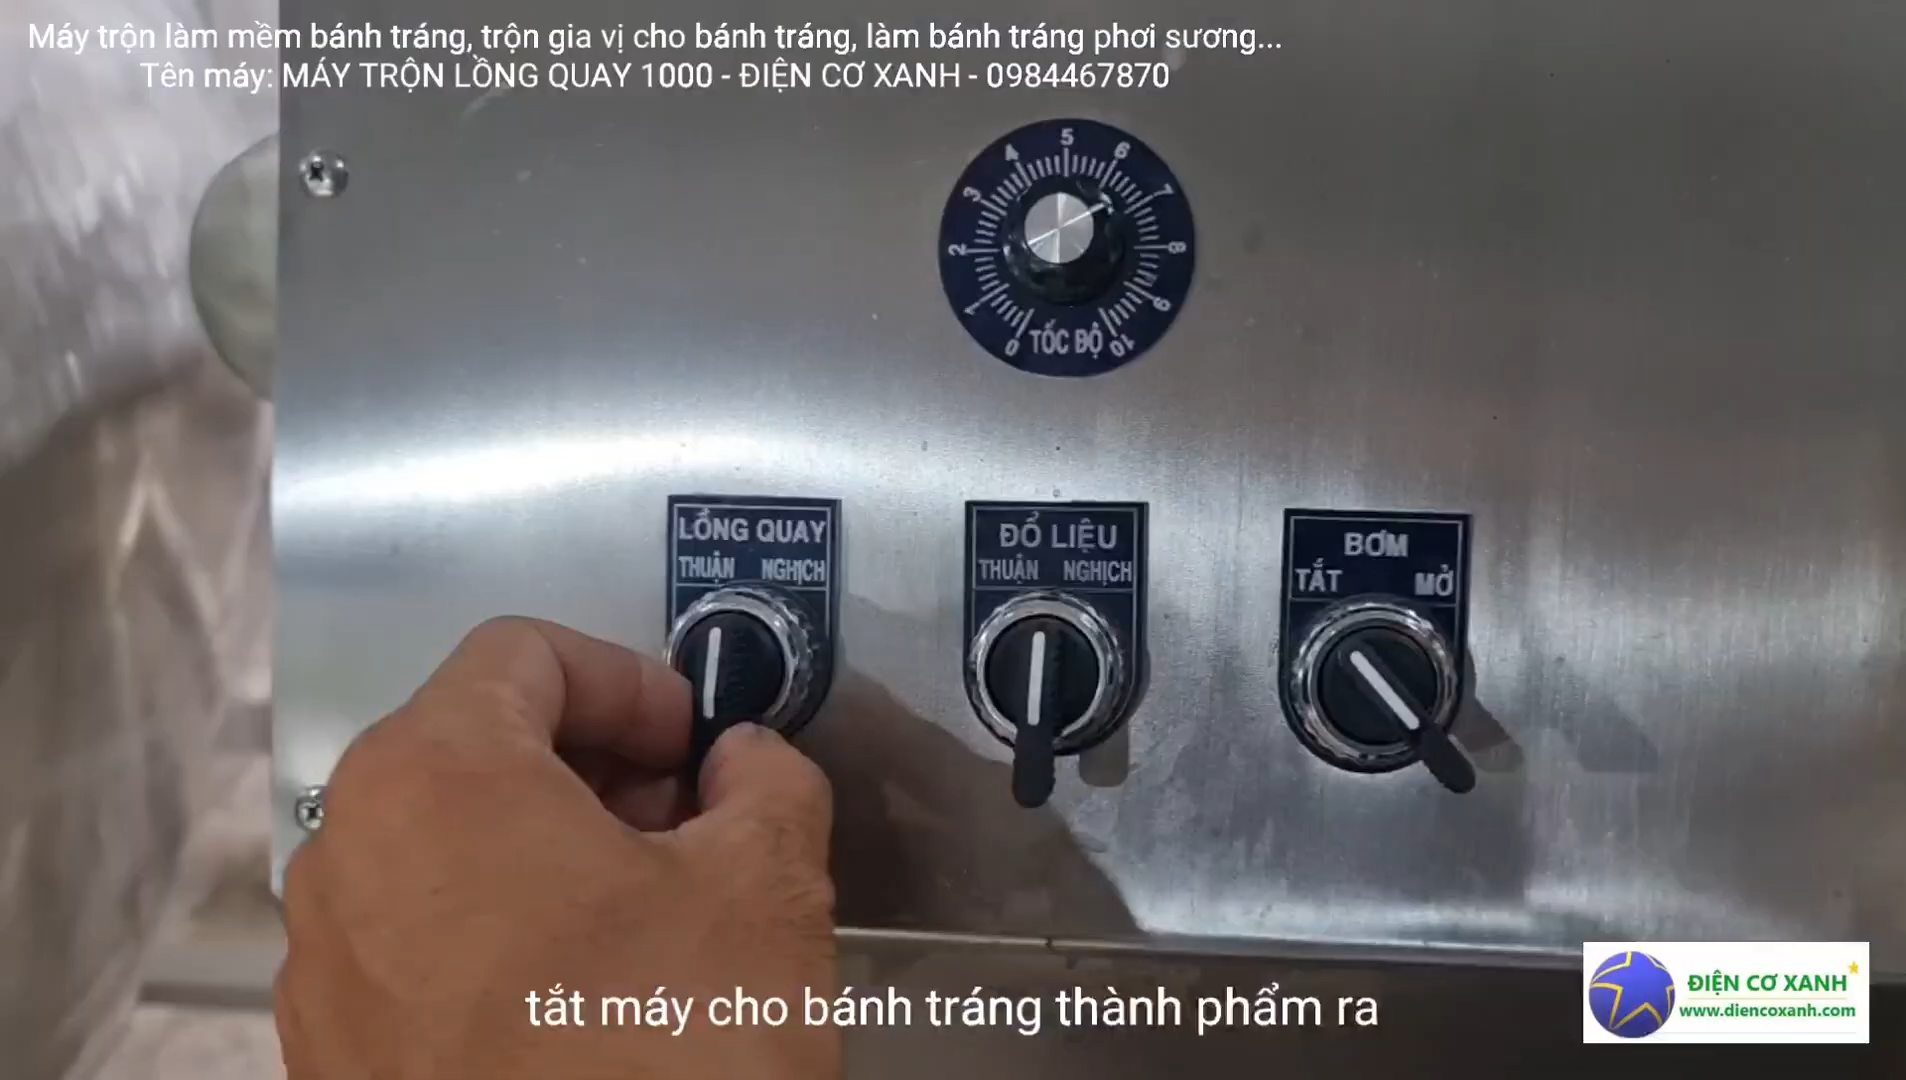 Máy trộn làm mềm bánh tráng, trộn gia vị cho bánh tráng, làm bánh tráng phơi sương...
Tên máy: MÁY TRỘN LỒNG QUAY 1000 - ĐIỆN CƠ XANH - 0984467870
0 1 2 3 4 5 6 7 8 9 10
TỐC ĐỘ
LỒNG QUAY
THUẬN NGHỊCH
ĐỔ LIỆU
THUẬN NGHỊCH
BƠM
TẮT MỞ
tắt máy cho bánh tráng thành phẩm ra
ĐIỆN CƠ XANH
www.diencoxanh.com